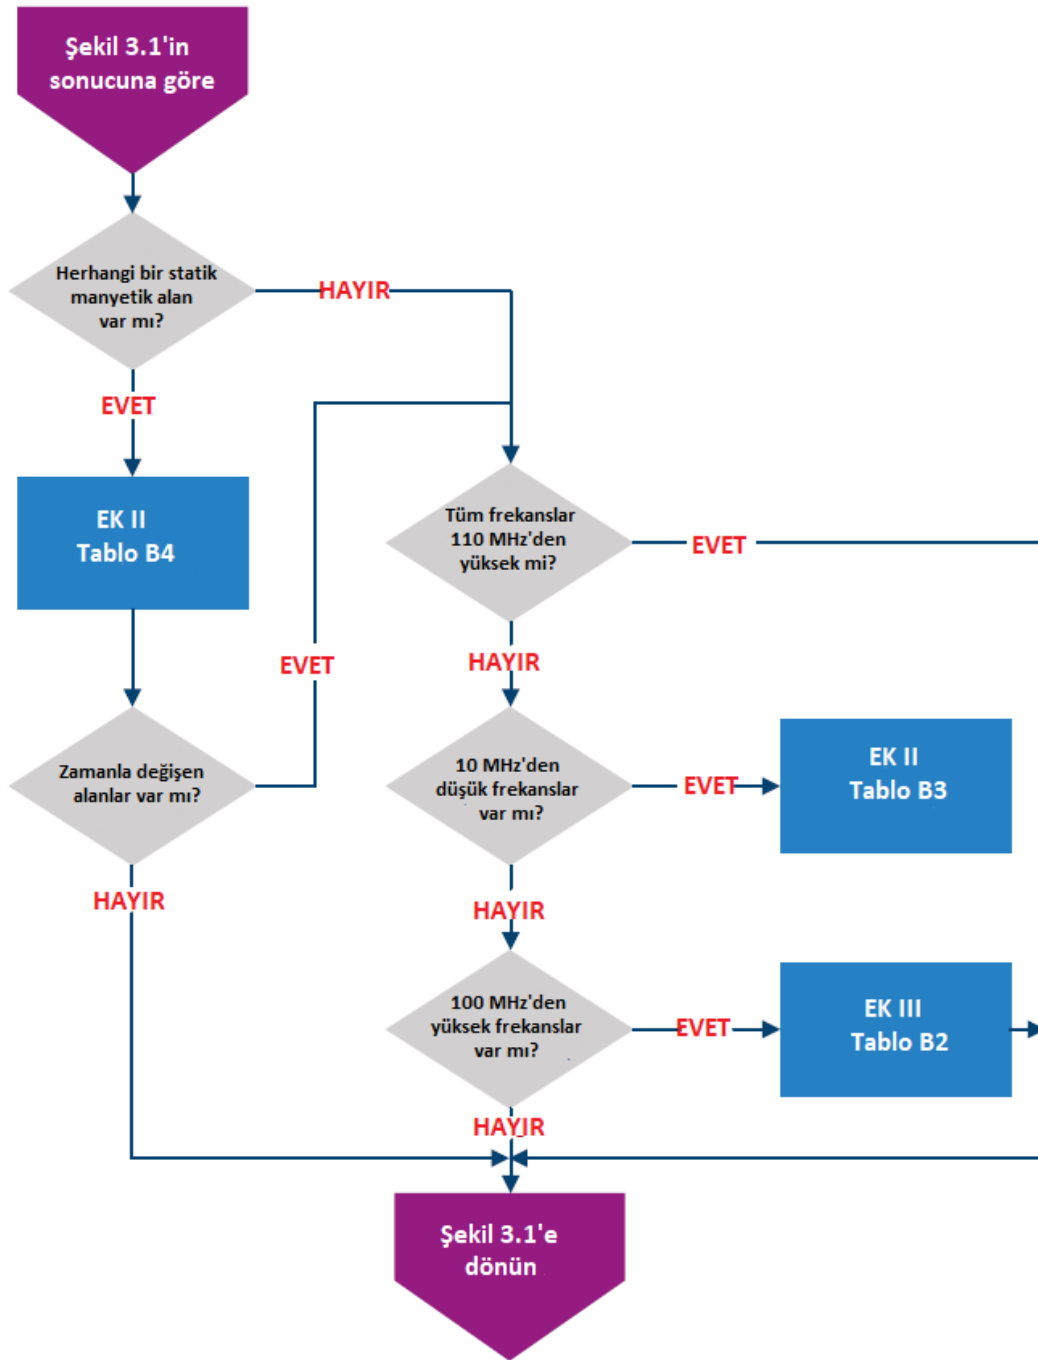 Şekil 3.1'in
sonucuna göre
Herhangi bir statik
manyetik alan
var mı?
HAYIR
EVET
EK II
Tablo B4
Tüm frekanslar
110 MHz'den
yüksek mi?
EVET
HAYIR
EVET
Zamanla değişen
alanlar var mı?
10 MHz'den
düşük frekanslar
var mı?
EVET
EK II
Tablo B3
HAYIR
HAYIR
100 MHz'den
yüksek frekanslar
var mı?
EVET
EK III
Tablo B2
HAYIR
Şekil 3.1'e
dönün